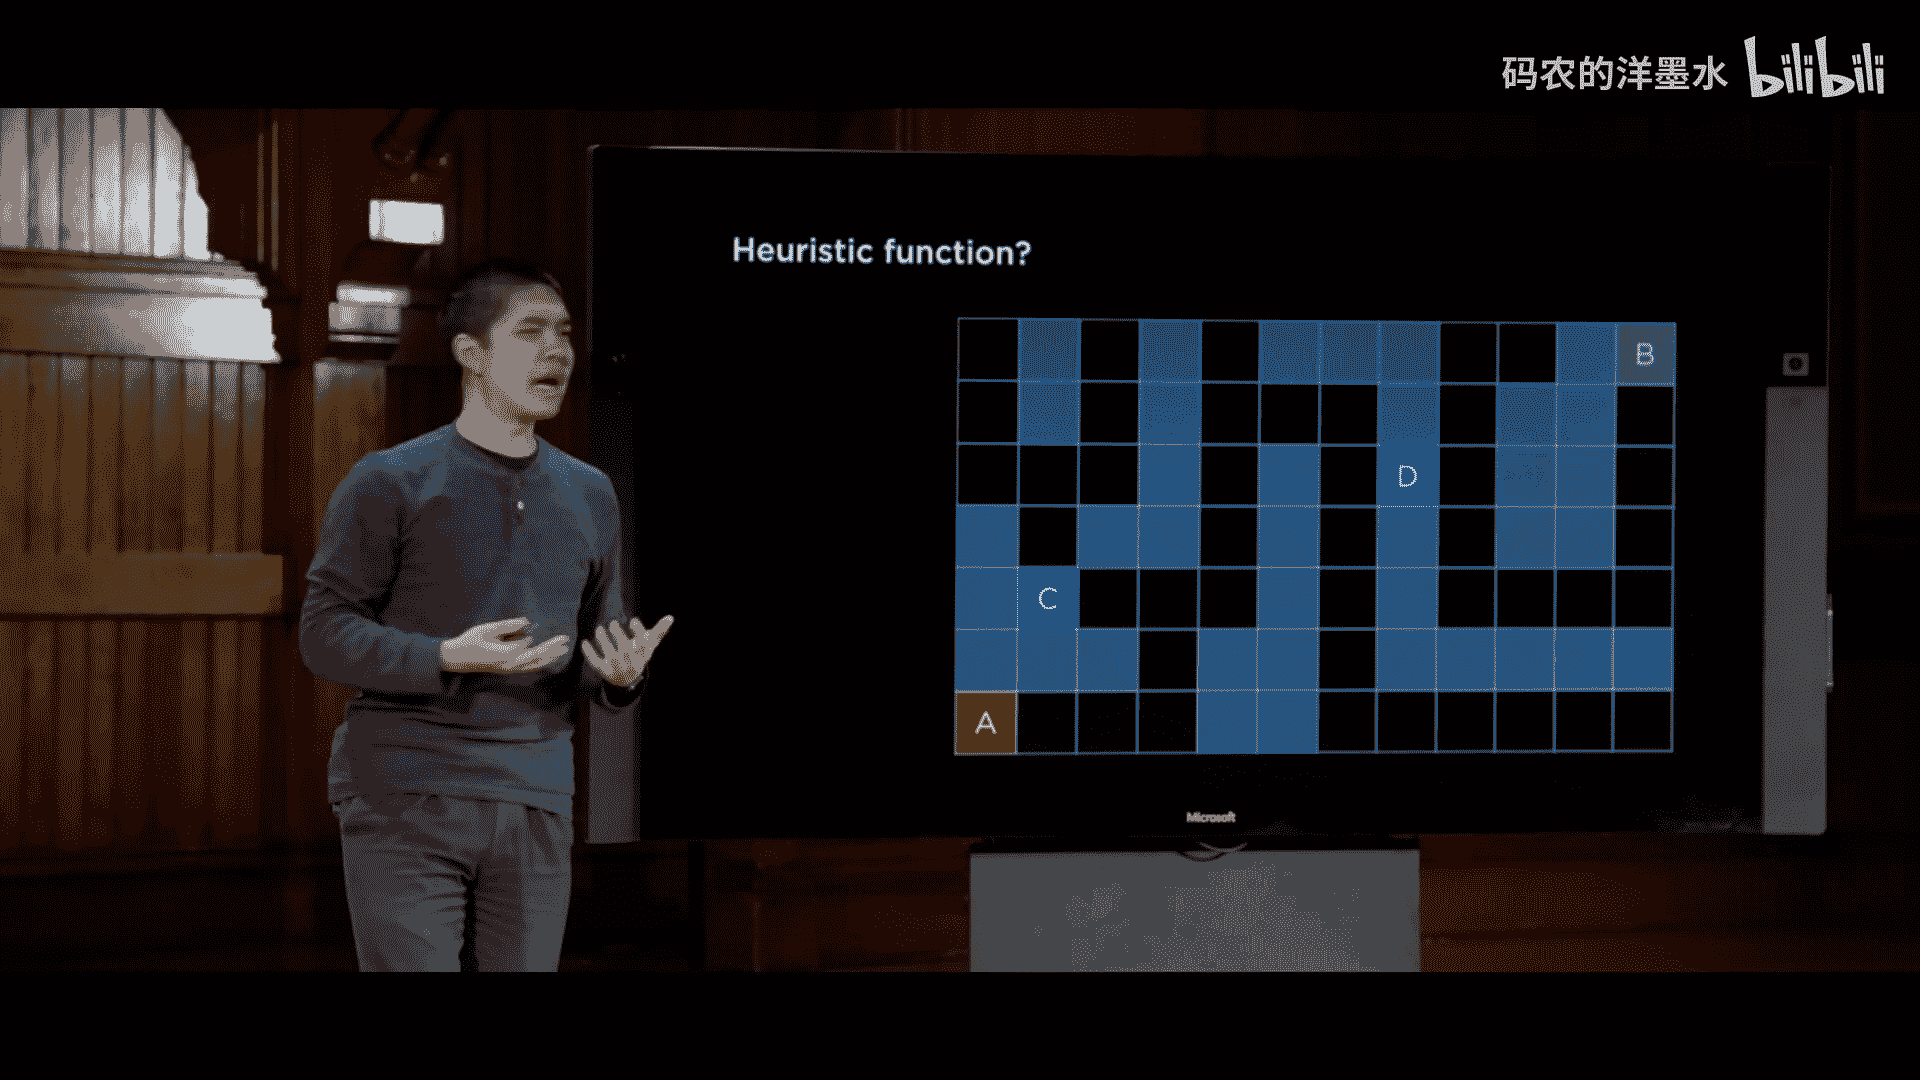 码农的洋墨水 bilibili
Heuristic function?
B
D
C
A
Microsoft